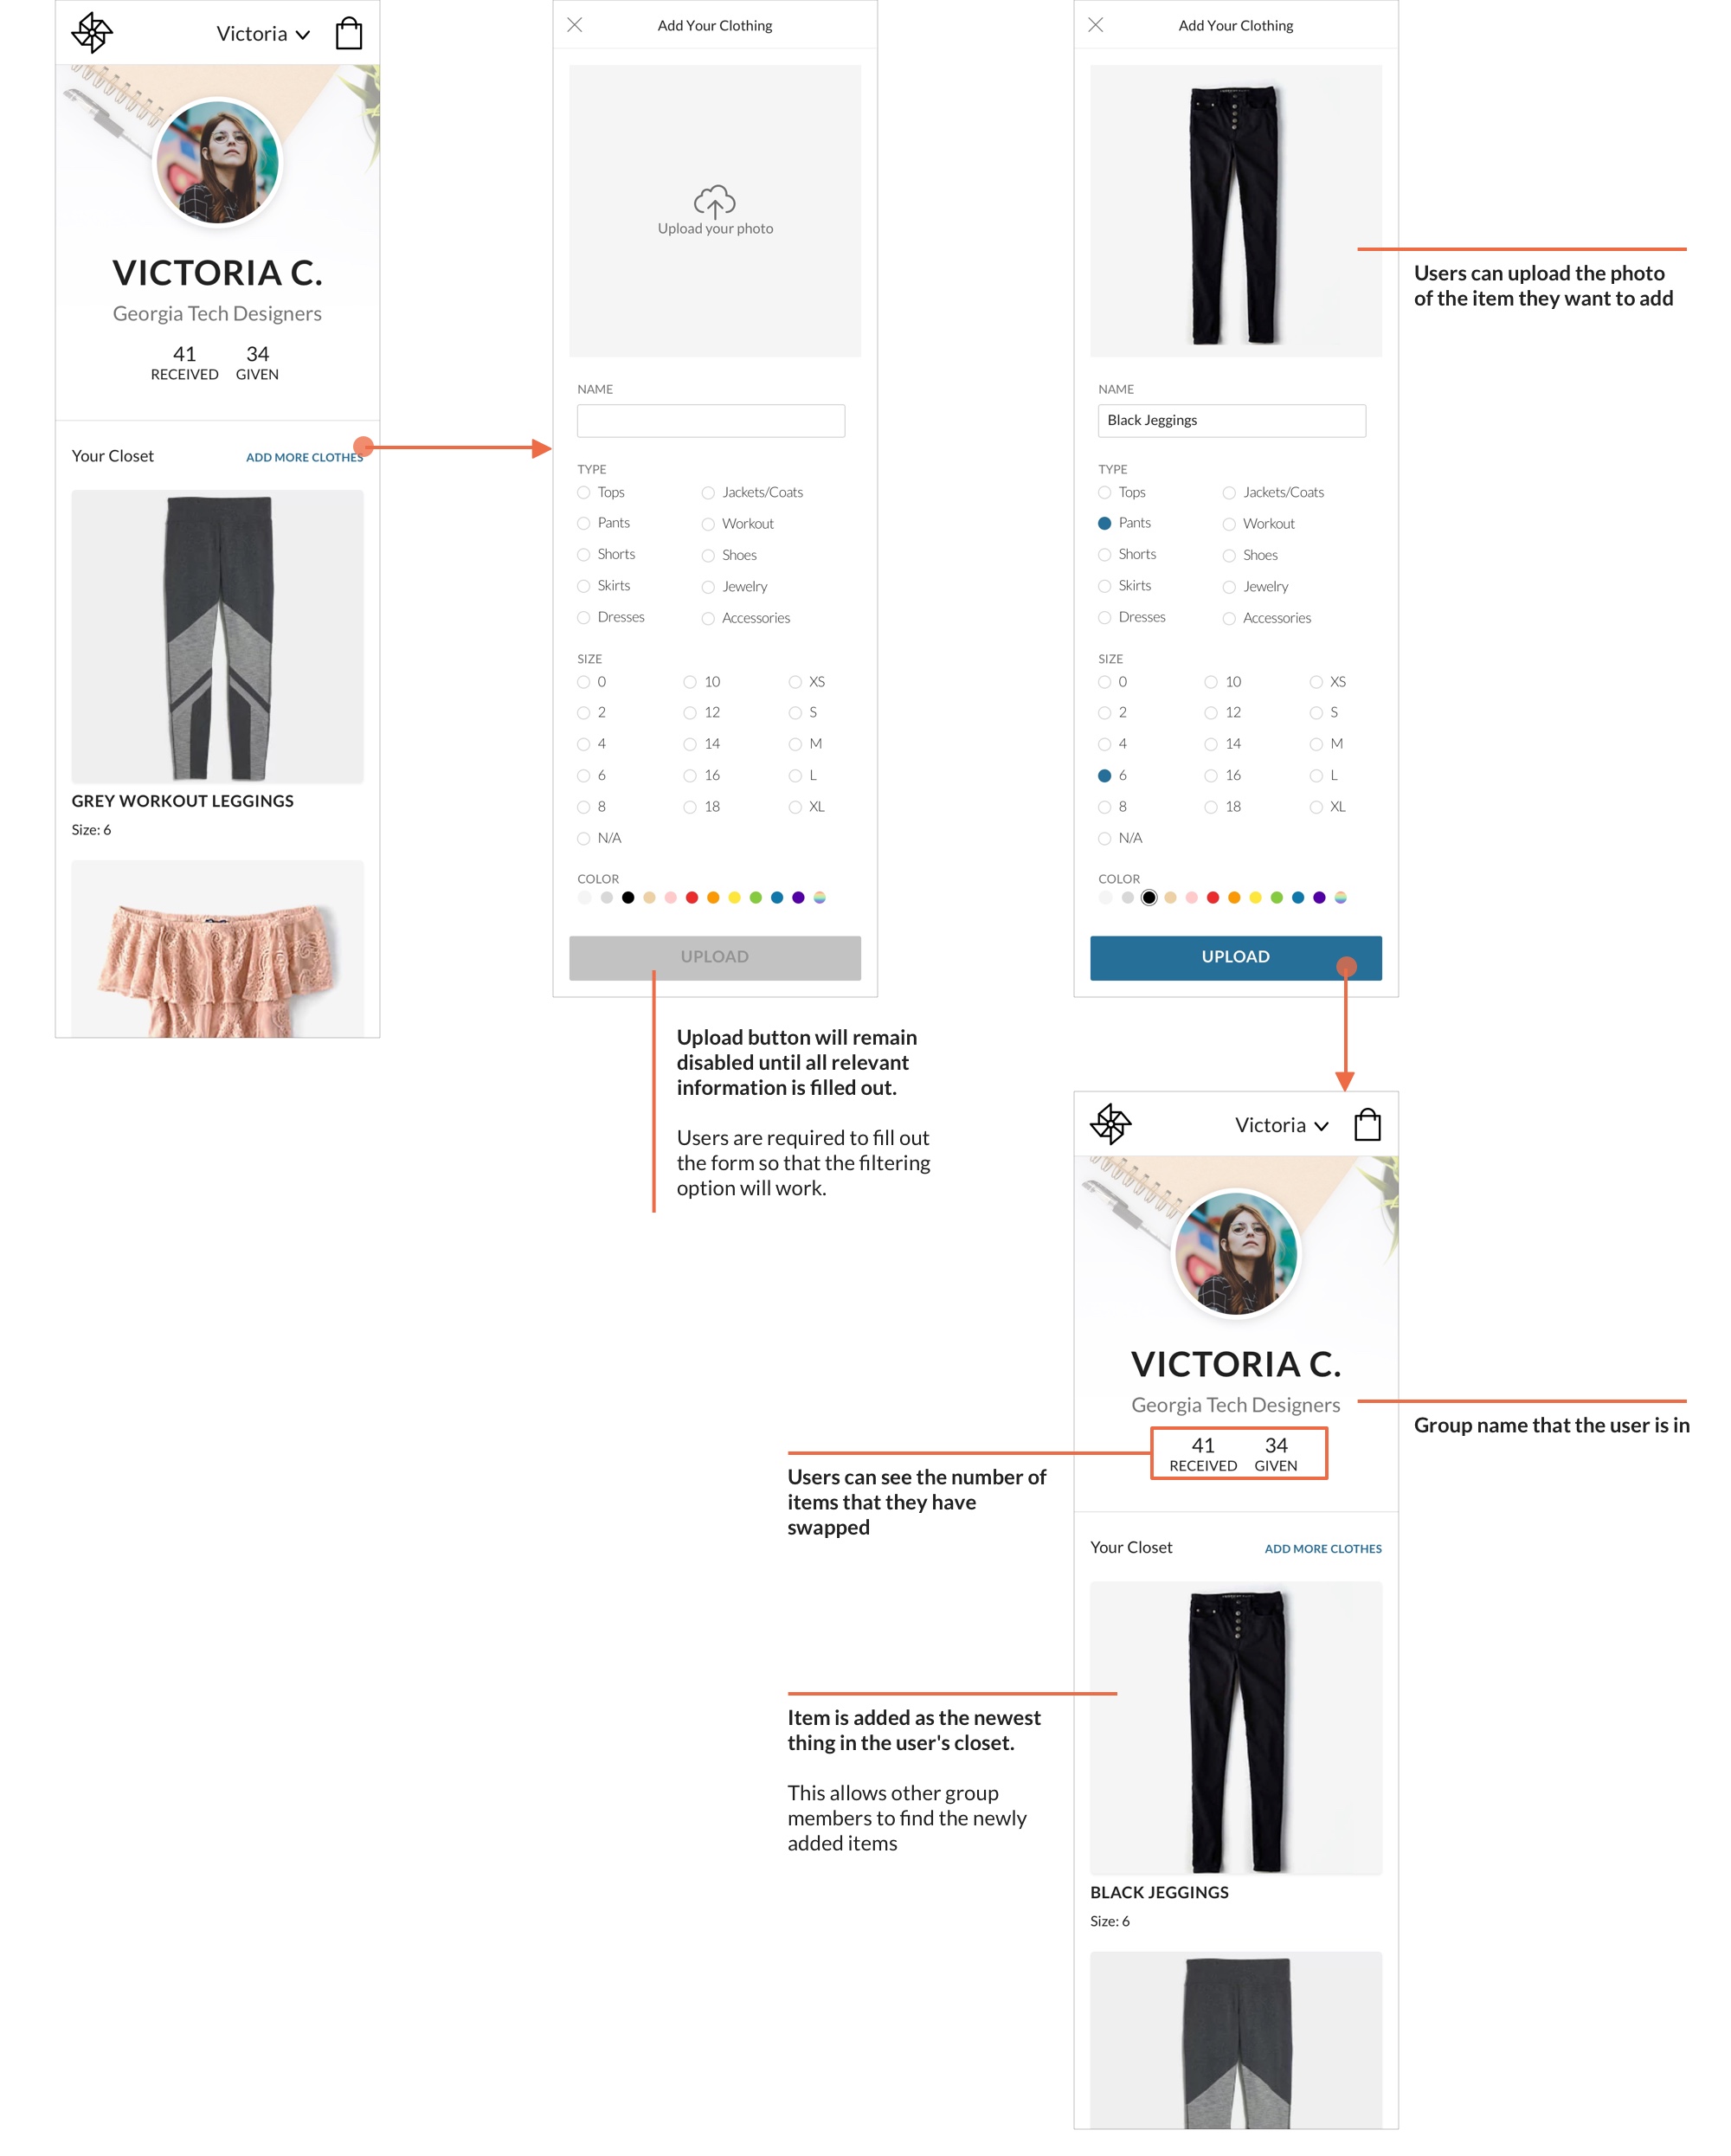 Victoria
VICTORIA C.
Georgia Tech Designers
41
34
RECEIVED
GIVEN
Your Closet
ADD MORE CLOTHES
GREY WORKOUT LEGGINGS
Size: 6
Add Your Clothing
Upload your photo
NAME
TYPE
Tops
Jackets/Coats
Pants
Workout
Shorts
Shoes
Skirts
Jewelry
Dresses
Accessories
SIZE
0
10
XS
2
12
S
4
14
M
6
16
L
8
18
XL
N/A
COLOR
UPLOAD
Upload button will remain
disabled until all relevant
information is filled out.
Users are required to fill out
the form so that the filtering
option will work.
Add Your Clothing
Users can upload the photo
of the item they want to add
NAME
Black Jeggings
TYPE
Tops
Jackets/Coats
Pants
Workout
Shorts
Shoes
Skirts
Jewelry
Dresses
Accessories
SIZE
0
10
XS
2
12
S
4
14
M
6
16
L
8
18
XL
N/A
COLOR
UPLOAD
Victoria
VICTORIA C.
Georgia Tech Designers
Group name that the user is in
41
34
RECEIVED
GIVEN
Users can see the number of
items that they have
swapped
Your Closet
ADD MORE CLOTHES
Item is added as the newest
thing in the user's closet.
This allows other group
members to find the newly
added items
BLACK JEGGINGS
Size: 6